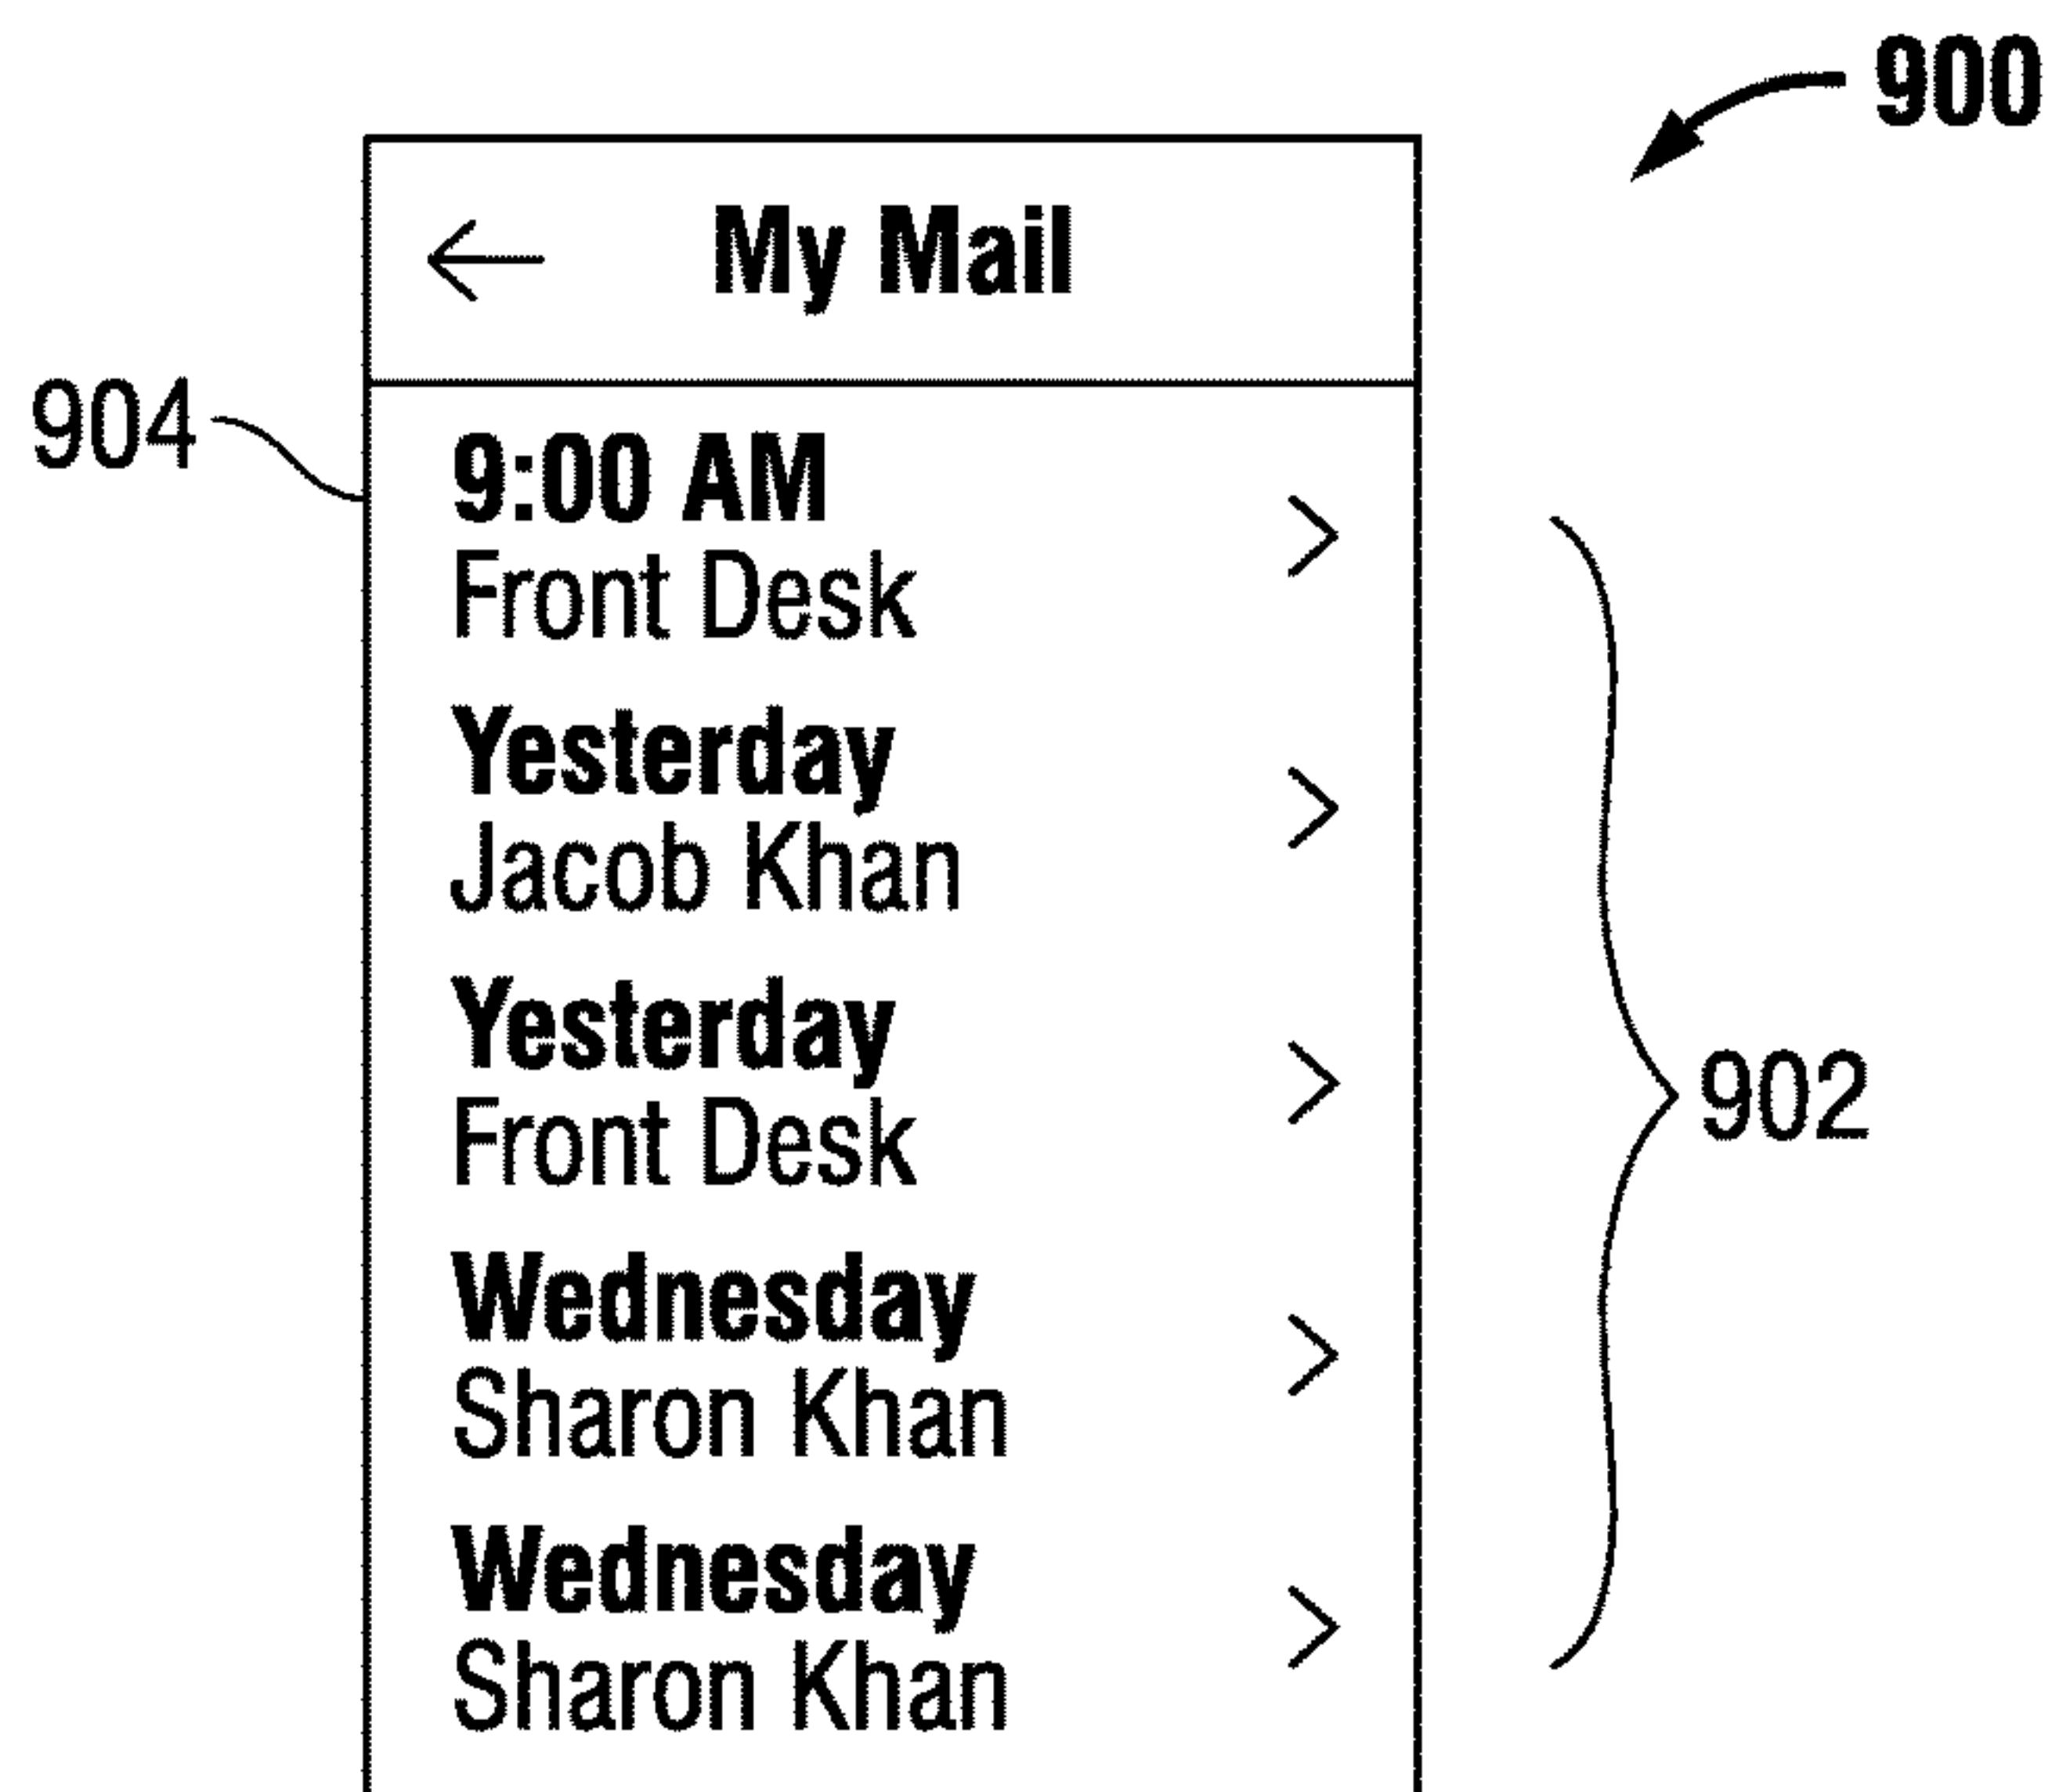 900
My Mail
904
9:00 AM
Front Desk
Yesterday
Jacob Khan
Yesterday
Front Desk
902
Wednesday
Sharon Khan
Wednesday
Sharon Khan